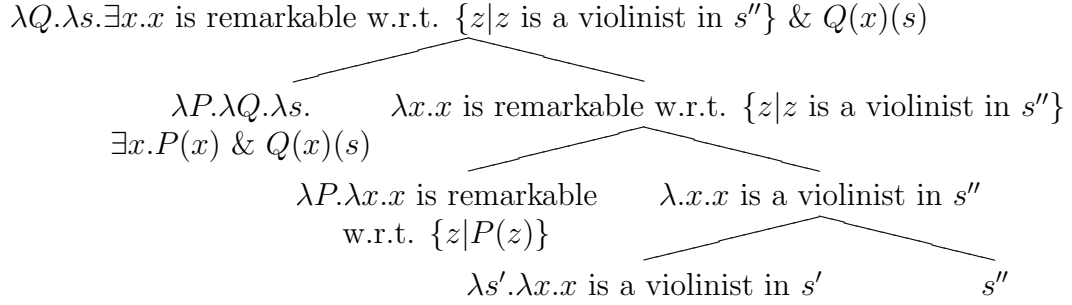 λQ.λs.∃x.x is remarkable w.r.t. {z|z is a violinist in s′′} & Q(x)(s)
λP.λQ.λs. λx.x is remarkable w.r.t. {z|z is a violinist in s′′}
∃x.P(x) & Q(x)(s)
λP.λx.x is remarkable λ.x.x is a violinist in s′′
w.r.t. {z|P(z)}
λs′.λx.x is a violinist in s′ s′′